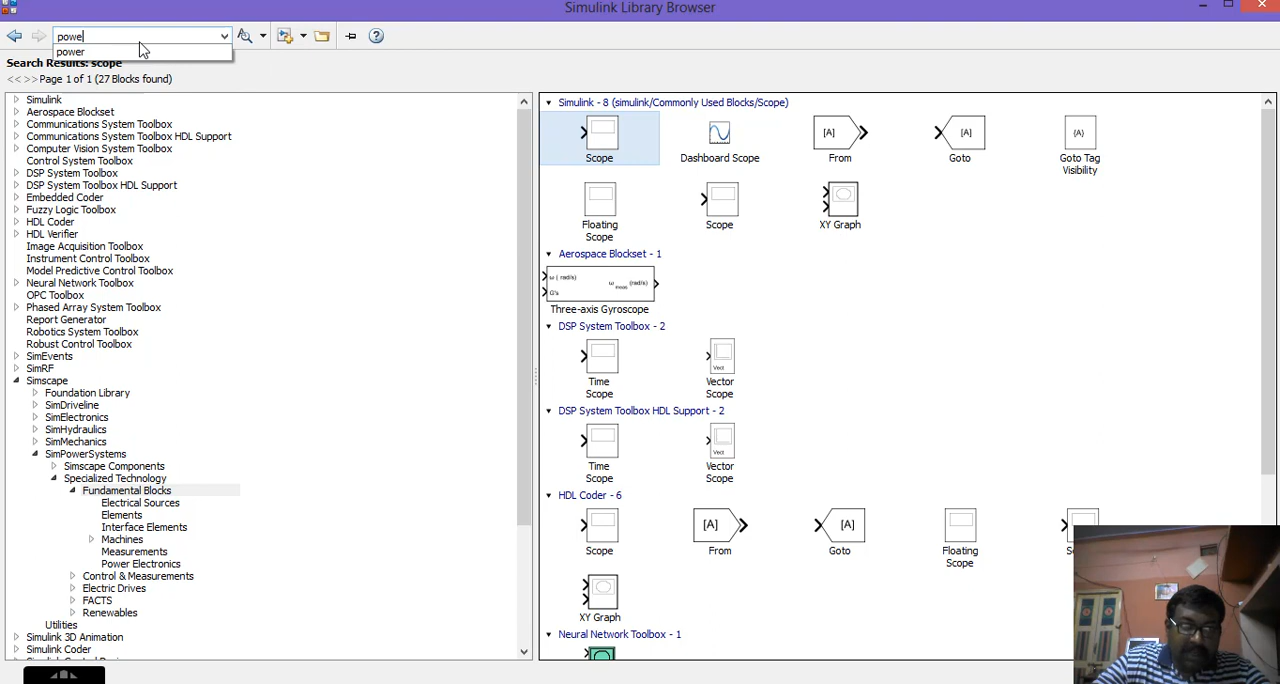 Simulink Library Browser
powe
power
Search Results: scope
<< >> Page 1 of 1 (27 Blocks found)
Simulink
Aerospace Blockset
Communications System Toolbox
Communications System Toolbox HDL Support
Computer Vision System Toolbox
Control System Toolbox
DSP System Toolbox
DSP System Toolbox HDL Support
Embedded Coder
Fuzzy Logic Toolbox
HDL Coder
HDL Verifier
Image Acquisition Toolbox
Instrument Control Toolbox
Model Predictive Control Toolbox
Neural Network Toolbox
OPC Toolbox
Phased Array System Toolbox
Report Generator
Robotics System Toolbox
Robust Control Toolbox
SimEvents
SimRF
Simscape
Foundation Library
SimDriveline
SimElectronics
SimHydraulics
SimMechanics
SimPowerSystems
Simscape Components
Specialized Technology
Fundamental Blocks
Electrical Sources
Elements
Interface Elements
Machines
Measurements
Power Electronics
Control & Measurements
Electric Drives
FACTS
Renewables
Utilities
Simulink 3D Animation
Simulink Coder
Simulink - 8 (simulink/Commonly Used Blocks/Scope)
[A] [A] {A}
Scope Dashboard Scope From Goto Goto Tag
Visibility
Floating Scope XY Graph
Scope
Aerospace Blockset - 1
ω ( rad/s)
ω meas (rad/s)
G's
Three-axis Gyroscope
DSP System Toolbox - 2
Vect
Time Vector
Scope Scope
DSP System Toolbox HDL Support - 2
Vect
Time Vector
Scope Scope
HDL Coder - 6
[A] [A]
Scope From Goto Floating
Scope
XY Graph
Neural Network Toolbox - 1